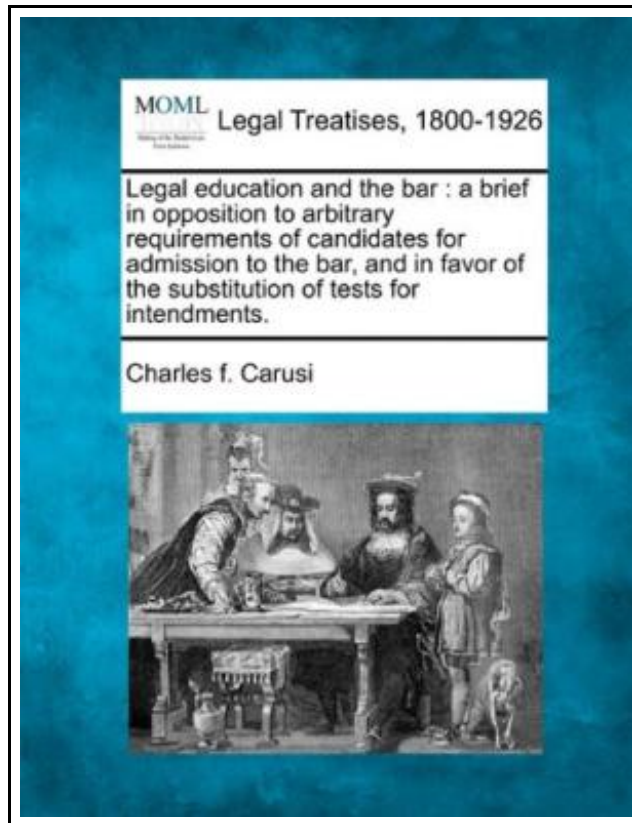 MOML
Legal Treatises, 1800-1926
Legal education and the bar : a brief
in opposition to arbitrary
requirements of candidates for
admission to the bar, and in favor of
the substitution of tests for
intendments.
Charles f. Carusi